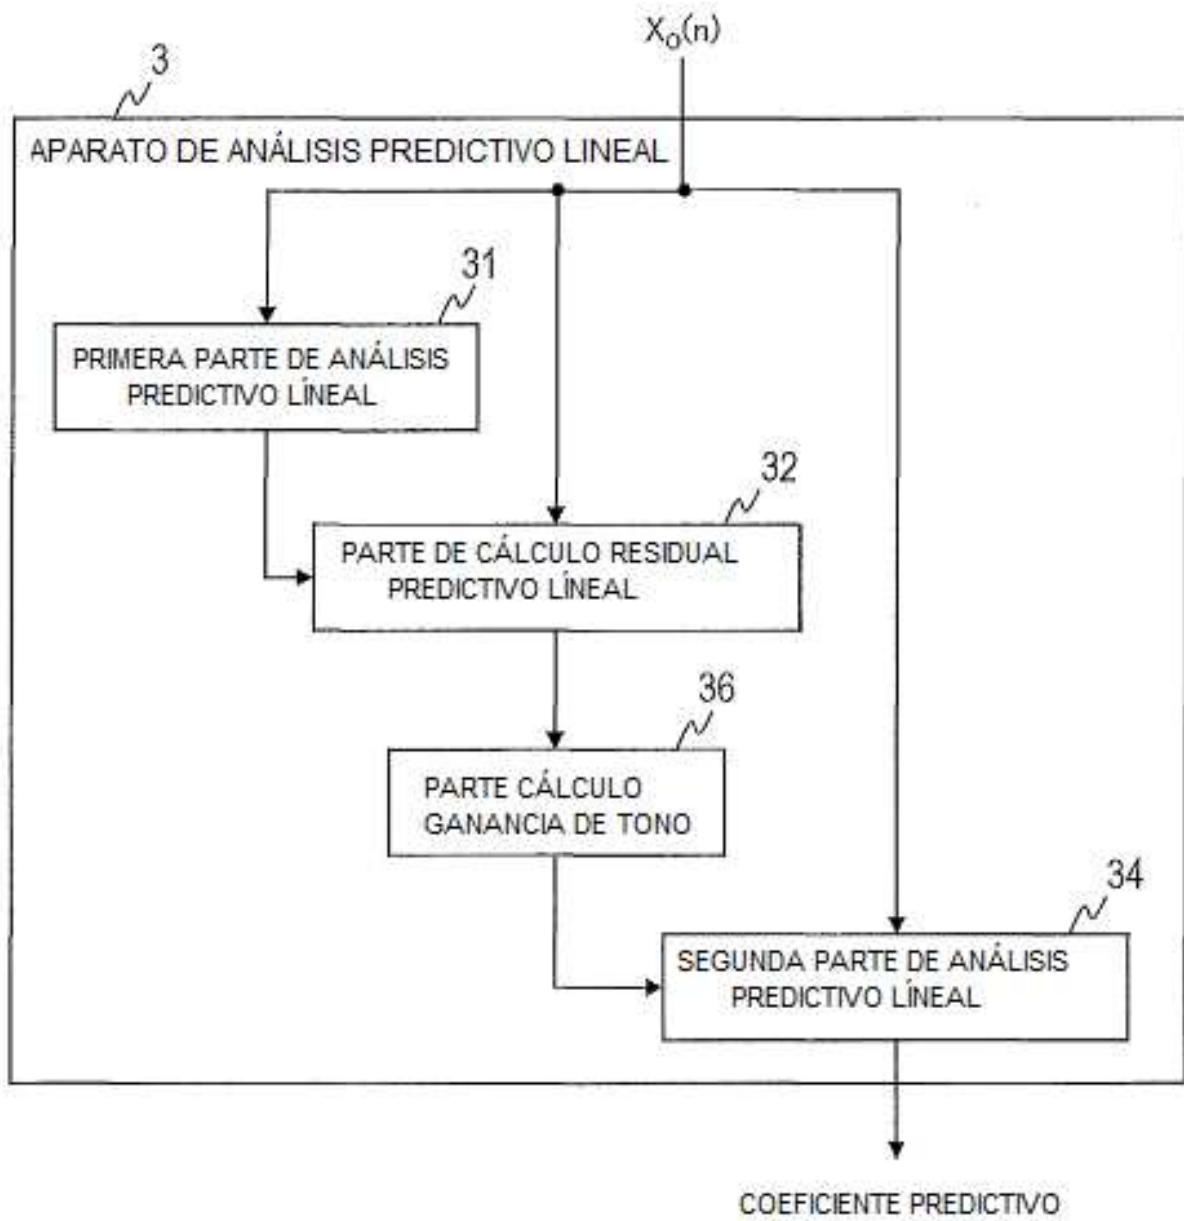 X₀(n)
3
APARATO DE ANÁLISIS PREDICTIVO LINEAL
31
PRIMERA PARTE DE ANÁLISIS
PREDICTIVO LÍNEAL
32
PARTE DE CÁLCULO RESIDUAL
PREDICTIVO LÍNEAL
36
PARTE CÁLCULO
GANANCIA DE TONO
34
SEGUNDA PARTE DE ANÁLISIS
PREDICTIVO LÍNEAL
COEFICIENTE PREDICTIVO